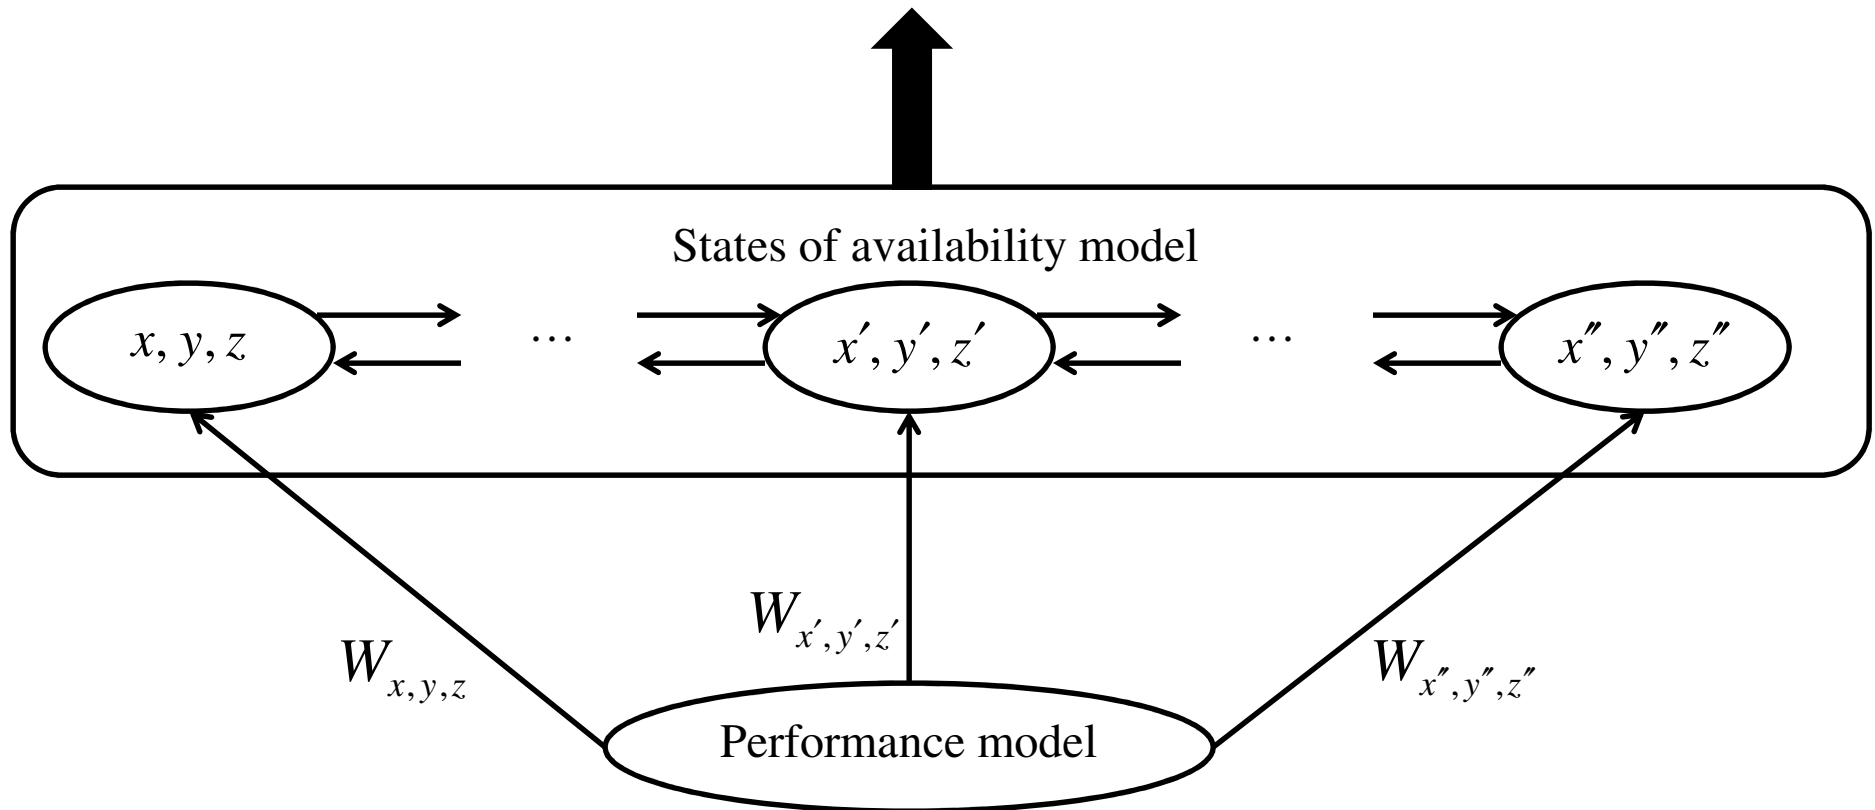 States of availability model
x, y, z
...
x′, y′, z′
...
x″, y″, z″
W_{x′, y′, z′}
W_{x, y, z}
W_{x″, y″, z″}
Performance model